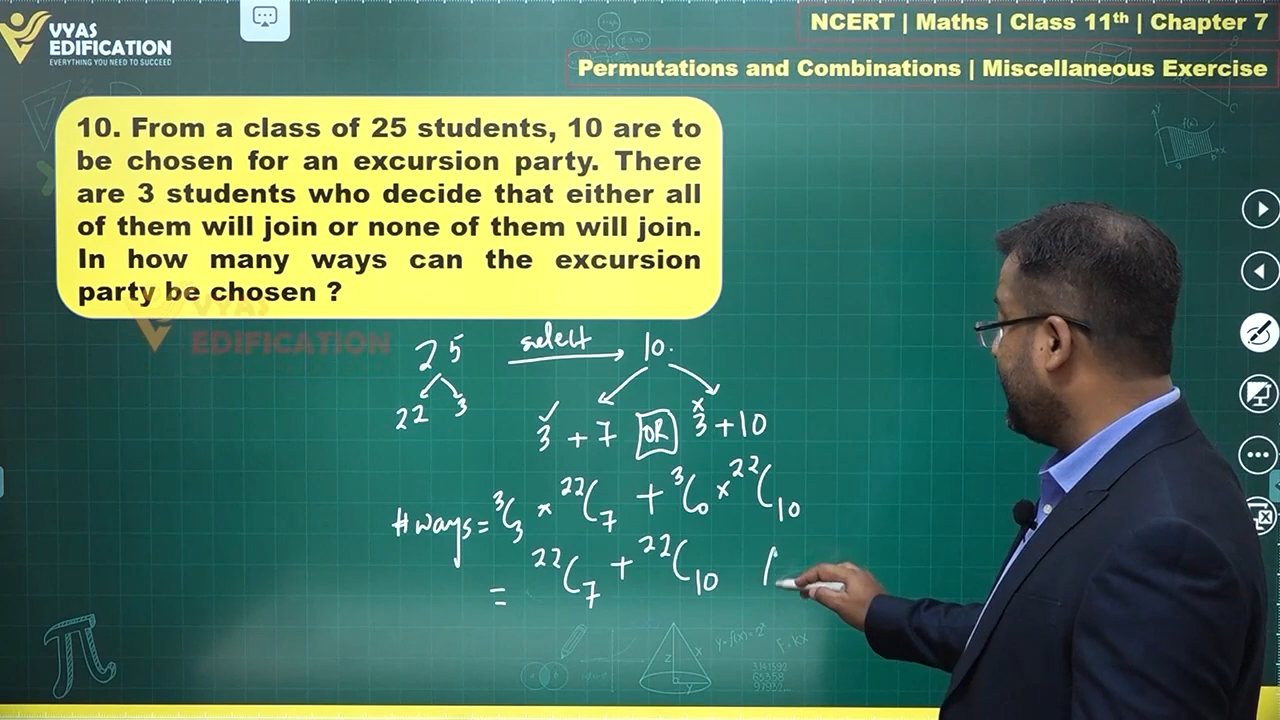 VYAS
EDIFICATION
EVERYTHING YOU NEED TO SUCCEED
NCERT | Maths | Class 11th | Chapter 7
Permutations and Combinations | Miscellaneous Exercise
10. From a class of 25 students, 10 are to
be chosen for an excursion party. There
are 3 students who decide that either all
of them will join or none of them will join.
In how many ways can the excursion
party be chosen ?
VYAS
EDIFICATION
25 select 10.
22 3
3 + 7 OR 3 + 10
# ways = ³C₃ × ²²C₇ + ³C₀ × ²²C₁₀
= ²²C₇ + ²²C₁₀